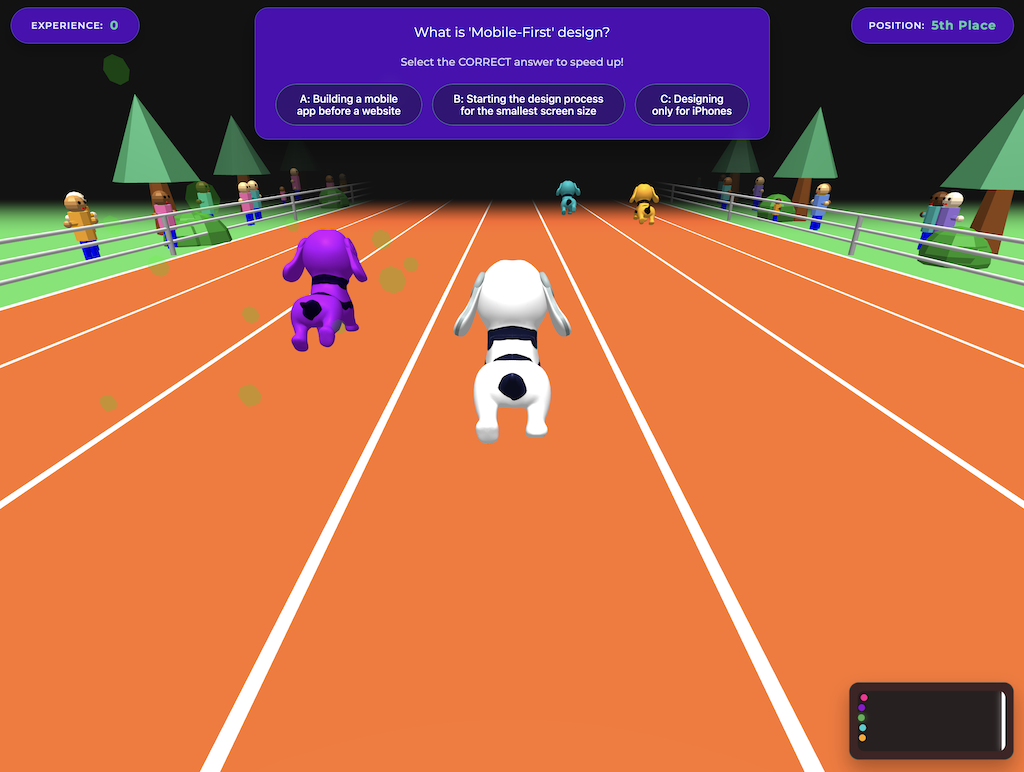 EXPERIENCE: 0
What is 'Mobile-First' design?
Select the CORRECT answer to speed up!
A: Building a mobile
app before a website
B: Starting the design process
for the smallest screen size
C: Designing
only for iPhones
POSITION: 5th Place